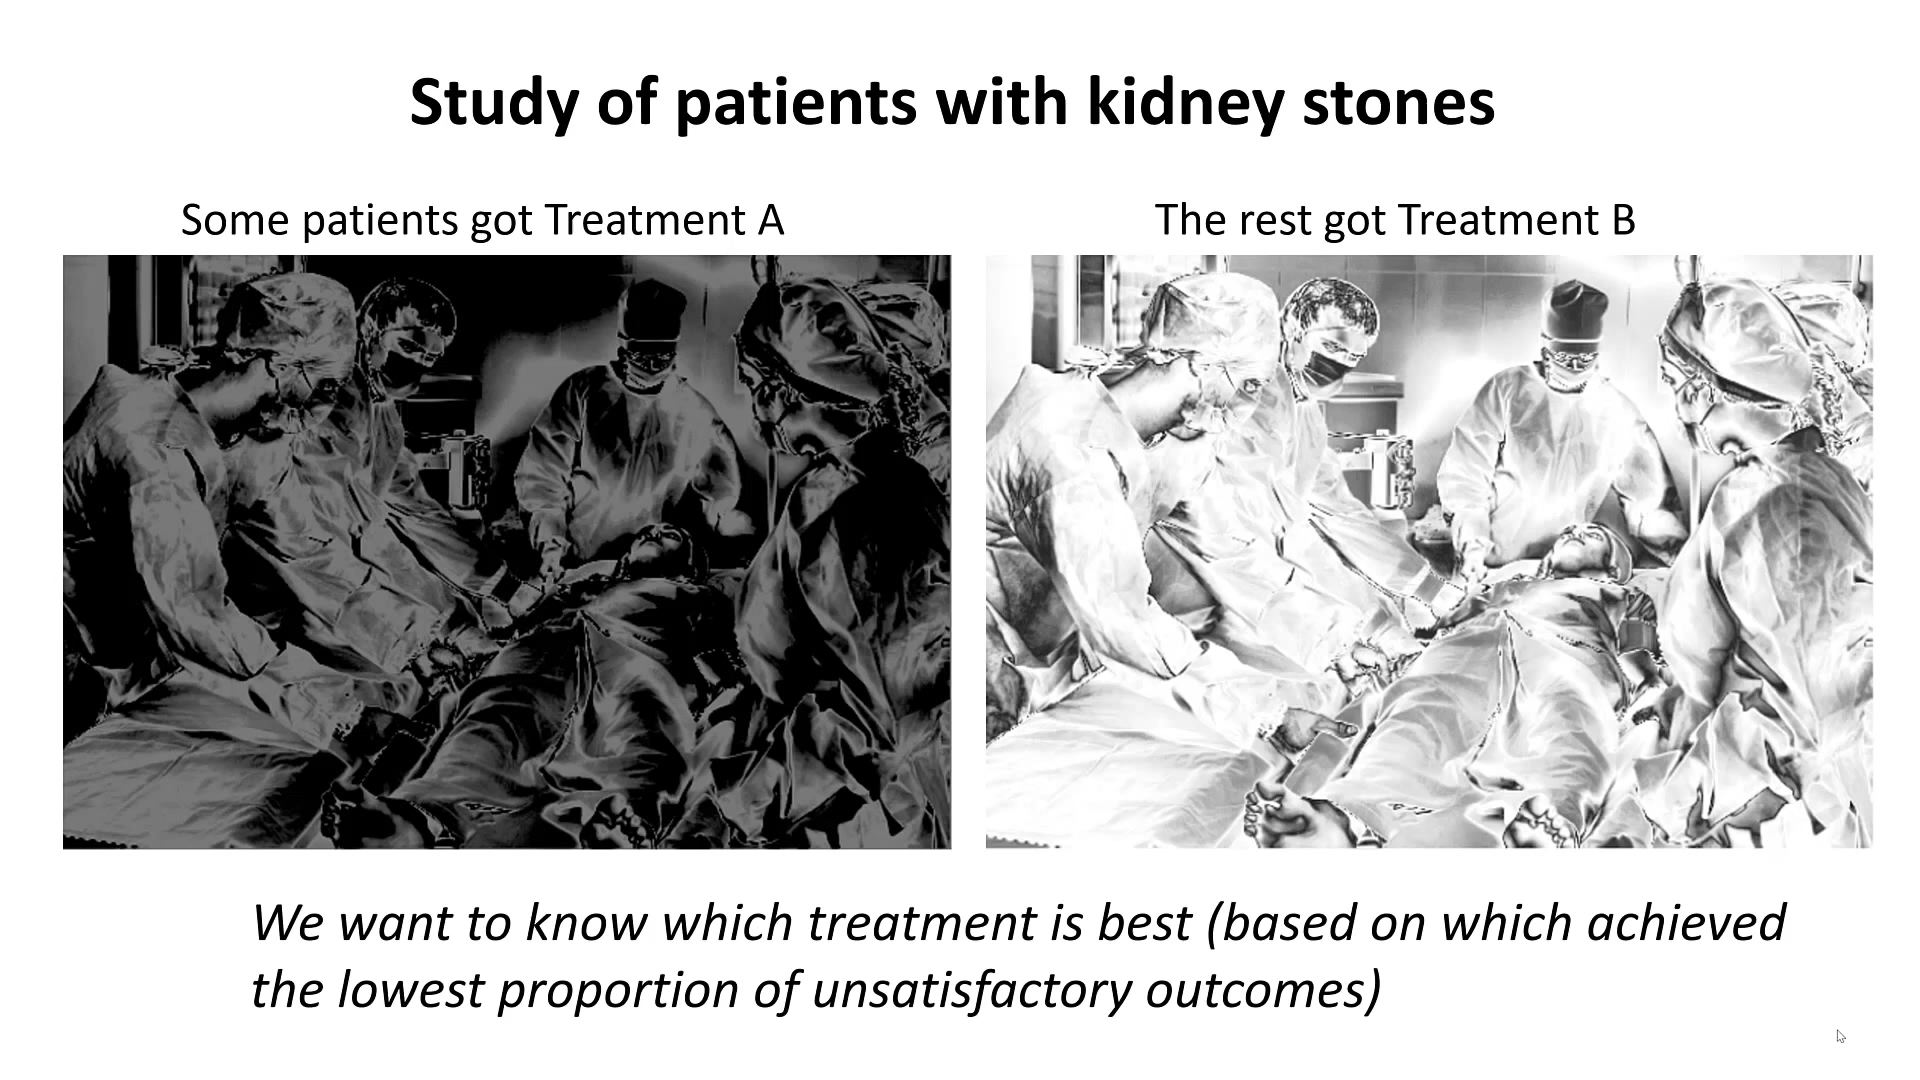 Study of patients with kidney stones
Some patients got Treatment A
The rest got Treatment B
We want to know which treatment is best (based on which achieved
the lowest proportion of unsatisfactory outcomes)